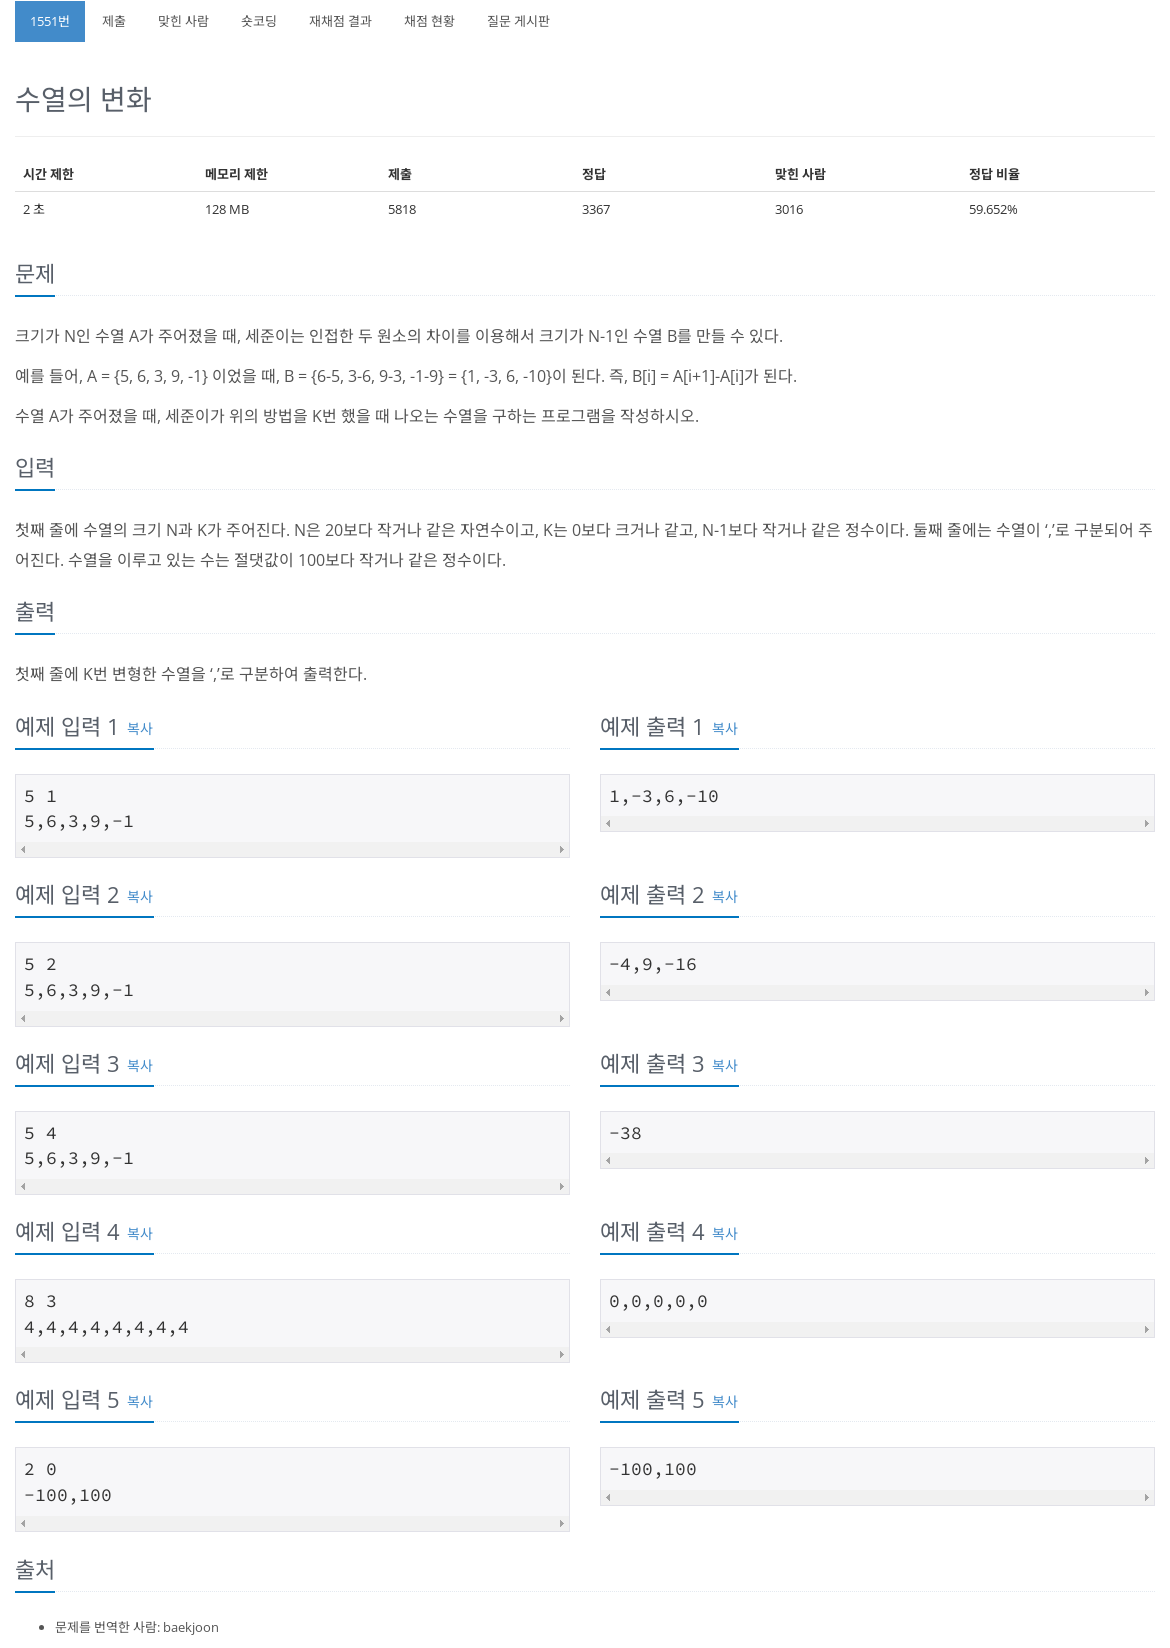 1551번 제출 맞힌 사람 숏코딩 재채점 결과 채점 현황 질문 게시판
수열의 변화
시간 제한 메모리 제한 제출 정답 맞힌 사람 정답 비율
2 초 128 MB 5818 3367 3016 59.652%
문제
크기가 N인 수열 A가 주어졌을 때, 세준이는 인접한 두 원소의 차이를 이용해서 크기가 N-1인 수열 B를 만들 수 있다.
예를 들어, A = {5, 6, 3, 9, -1} 이었을 때, B = {6-5, 3-6, 9-3, -1-9} = {1, -3, 6, -10}이 된다. 즉, B[i] = A[i+1]-A[i]가 된다.
수열 A가 주어졌을 때, 세준이가 위의 방법을 K번 했을 때 나오는 수열을 구하는 프로그램을 작성하시오.
입력
첫째 줄에 수열의 크기 N과 K가 주어진다. N은 20보다 작거나 같은 자연수이고, K는 0보다 크거나 같고, N-1보다 작거나 같은 정수이다. 둘째 줄에는 수열이 ‘,’로 구분되어 주
어진다. 수열을 이루고 있는 수는 절댓값이 100보다 작거나 같은 정수이다.
출력
첫째 줄에 K번 변형한 수열을 ‘,’로 구분하여 출력한다.
예제 입력 1 복사
5 1
5,6,3,9,-1
예제 출력 1 복사
1,-3,6,-10
예제 입력 2 복사
5 2
5,6,3,9,-1
예제 출력 2 복사
-4,9,-16
예제 입력 3 복사
5 4
5,6,3,9,-1
예제 출력 3 복사
-38
예제 입력 4 복사
8 3
4,4,4,4,4,4,4,4
예제 출력 4 복사
0,0,0,0,0
예제 입력 5 복사
2 0
-100,100
예제 출력 5 복사
-100,100
출처
문제를 번역한 사람: baekjoon